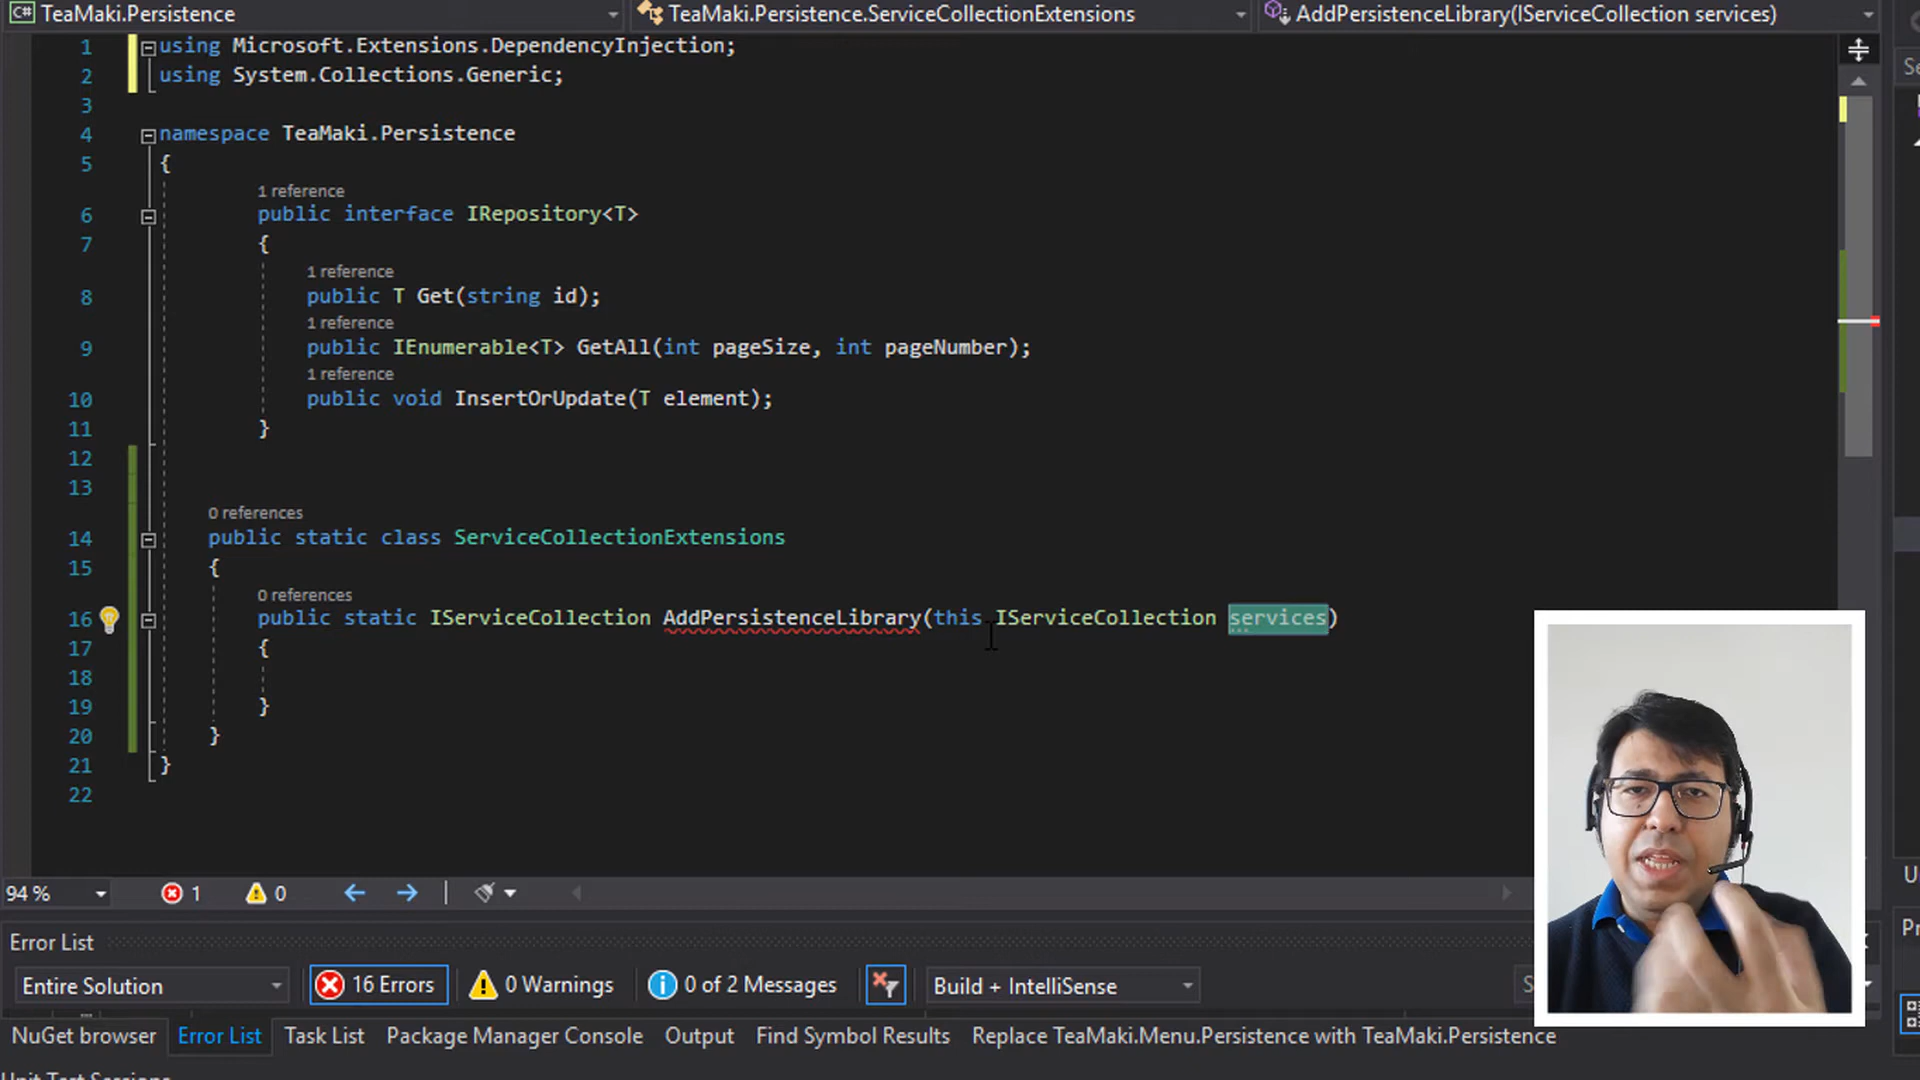 C# TeaMaki.Persistence
TeaMaki.Persistence.ServiceCollectionExtensions
AddPersistenceLibrary(IServiceCollection services)
1 using Microsoft.Extensions.DependencyInjection;
2 using System.Collections.Generic;
3
4 namespace TeaMaki.Persistence
5 {
1 reference
6 public interface IRepository<T>
7 {
1 reference
8 public T Get(string id);
1 reference
9 public IEnumerable<T> GetAll(int pageSize, int pageNumber);
1 reference
10 public void InsertOrUpdate(T element);
11 }
12
13
0 references
14 public static class ServiceCollectionExtensions
15 {
0 references
16 public static IServiceCollection AddPersistenceLibrary(this IServiceCollection services)
17 {
18
19 }
20 }
21 }
22
94 % 1 0
Error List
Entire Solution 16 Errors 0 Warnings 0 of 2 Messages Build + IntelliSense
NuGet browser Error List Task List Package Manager Console Output Find Symbol Results Replace TeaMaki.Menu.Persistence with TeaMaki.Persistence
Unit Test Sessions